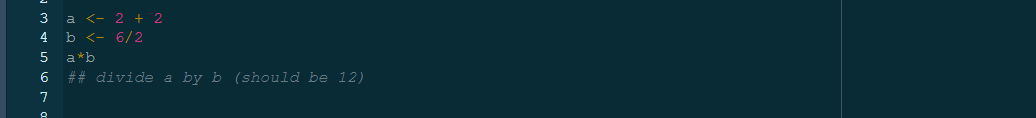 3 a <- 2 + 2
4 b <- 6/2
5 a*b
6 ## divide a by b (should be 12)
7